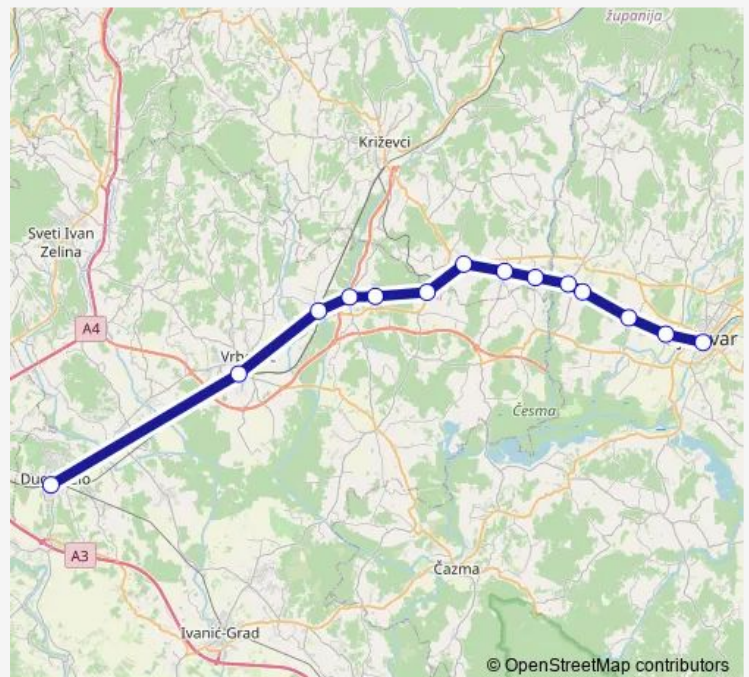 županija
Križevci
Sveti Ivan
Zelina
A4
Česma
A3
Čazma
Ivanić-Grad
© OpenStreetMap contributors